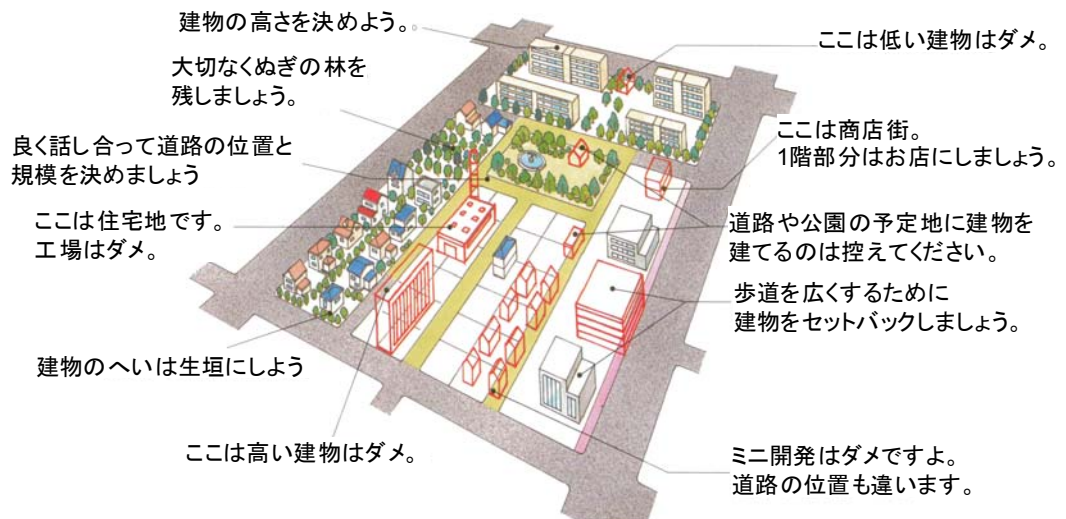 建物の高さを決めよう。
ここは低い建物はダメ。
大切なくぬぎの林を
残しましょう。
ここは商店街。
1階部分はお店にしましょう。
良く話し合って道路の位置と
規模を決めましょう
道路や公園の予定地に建物を
建てるのは控えてください。
ここは住宅地です。
工場はダメ。
歩道を広くするために
建物をセットバックしましょう。
建物のへいは生垣にしよう
ここは高い建物はダメ。
ミニ開発はダメですよ。
道路の位置も違います。